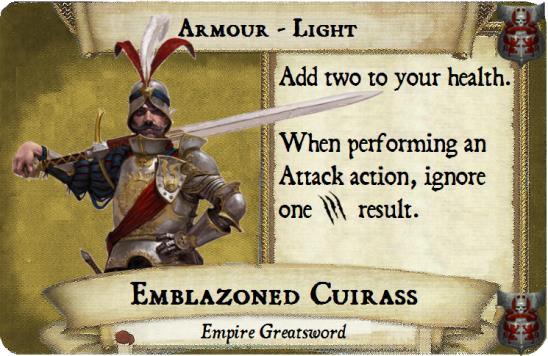 Armour - Light
Add two to your health.
When performing an
Attack action, ignore
one result.
Emblazoned Cuirass
Empire Greatsword